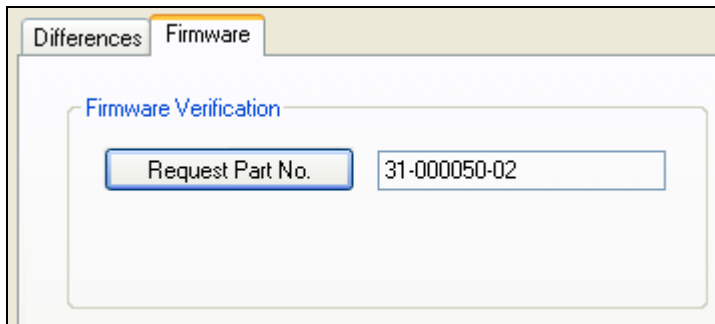 Differences Firmware
Firmware Verification
Request Part No. 31-000050-02